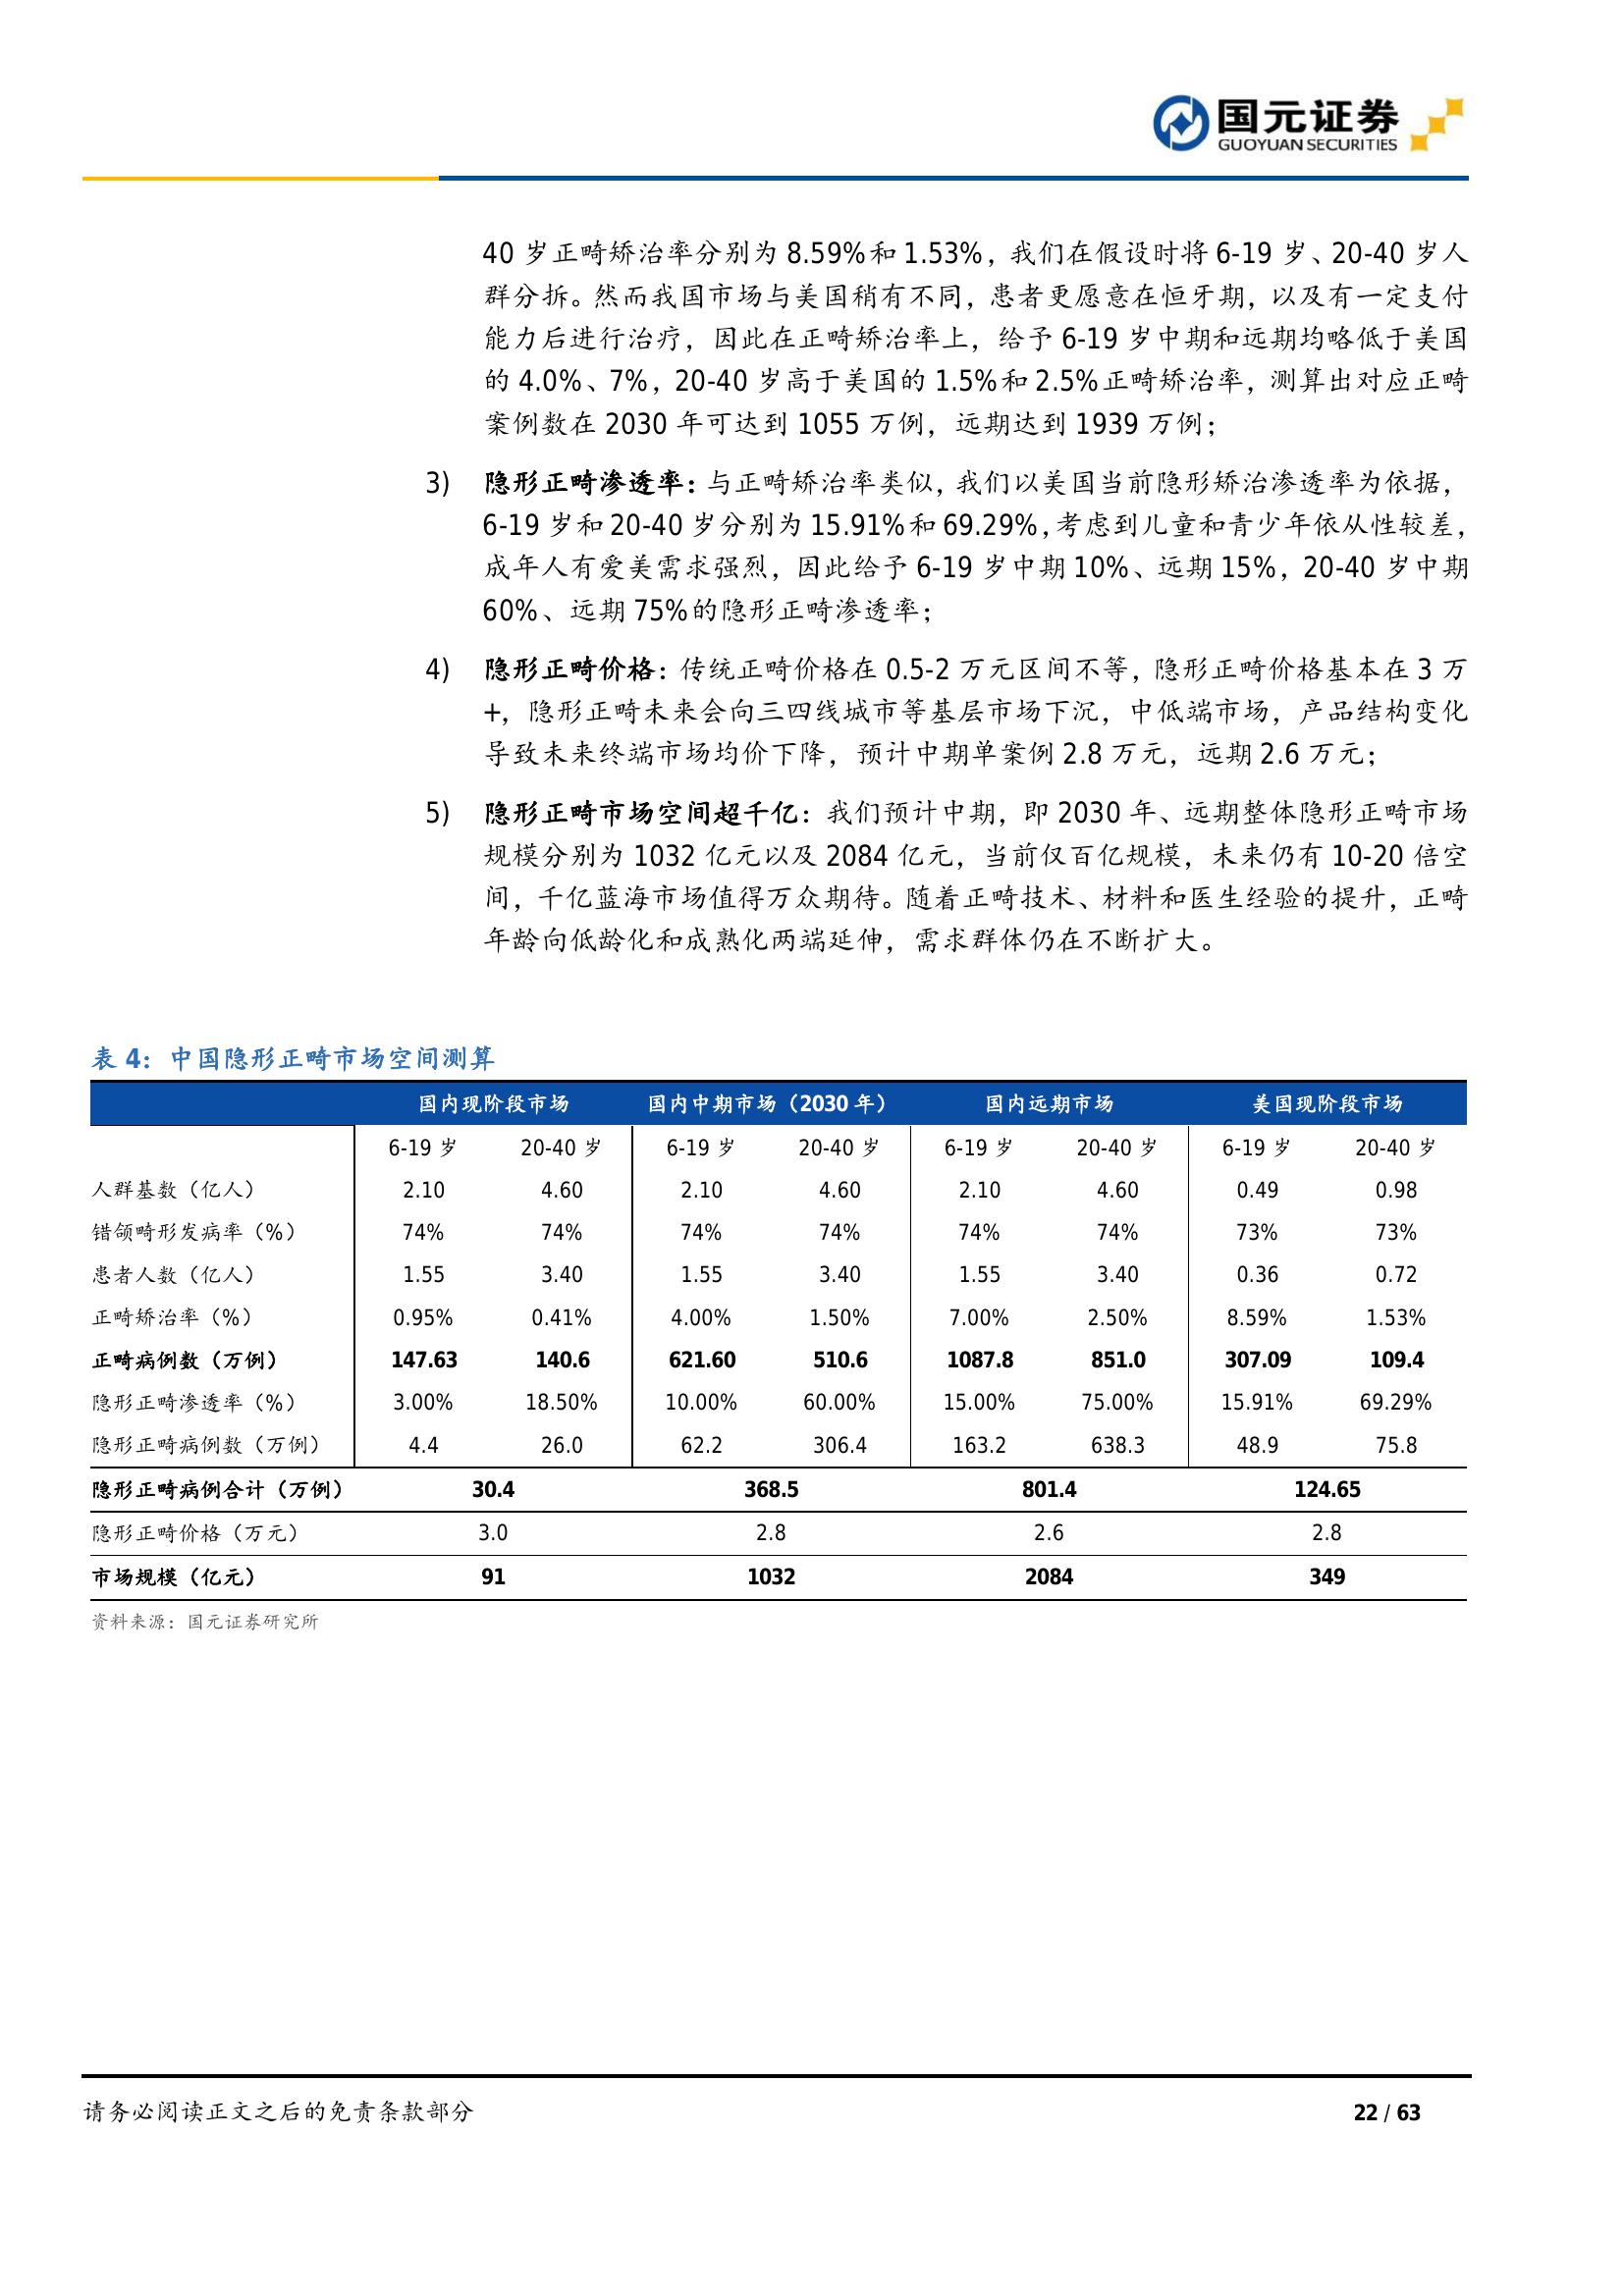 国元证券
GUOYUAN SECURITIES
40 岁正畸矫治率分别为 8.59%和 1.53%，我们在假设时将 6-19 岁、20-40 岁人
群分拆。然而我国市场与美国稍有不同，患者更愿意在恒牙期，以及有一定支付
能力后进行治疗，因此在正畸矫治率上，给予 6-19 岁中期和远期均略低于美国
的 4.0%、7%，20-40 岁高于美国的 1.5%和 2.5%正畸矫治率，测算出对应正畸
案例数在 2030 年可达到 1055 万例，远期达到 1939 万例；
3) 隐形正畸渗透率：与正畸矫治率类似，我们以美国当前隐形矫治渗透率为依据，
6-19 岁和 20-40 岁分别为 15.91%和 69.29%，考虑到儿童和青少年依从性较差，
成年人有爱美需求强烈，因此给予 6-19 岁中期 10%、远期 15%，20-40 岁中期
60%、远期 75%的隐形正畸渗透率；
4) 隐形正畸价格：传统正畸价格在 0.5-2 万元区间不等，隐形正畸价格基本在 3 万
+，隐形正畸未来会向三四线城市等基层市场下沉，中低端市场，产品结构变化
导致未来终端市场均价下降，预计中期单案例 2.8 万元，远期 2.6 万元；
5) 隐形正畸市场空间超千亿：我们预计中期，即 2030 年、远期整体隐形正畸市场
规模分别为 1032 亿元以及 2084 亿元，当前仅百亿规模，未来仍有 10-20 倍空
间，千亿蓝海市场值得万众期待。随着正畸技术、材料和医生经验的提升，正畸
年龄向低龄化和成熟化两端延伸，需求群体仍在不断扩大。
表 4：中国隐形正畸市场空间测算
国内现阶段市场 国内中期市场（2030 年） 国内远期市场 美国现阶段市场
6-19 岁 20-40 岁 6-19 岁 20-40 岁 6-19 岁 20-40 岁 6-19 岁 20-40 岁
人群基数（亿人） 2.10 4.60 2.10 4.60 2.10 4.60 0.49 0.98
错颌畸形发病率（%） 74% 74% 74% 74% 74% 74% 73% 73%
患者人数（亿人） 1.55 3.40 1.55 3.40 1.55 3.40 0.36 0.72
正畸矫治率（%） 0.95% 0.41% 4.00% 1.50% 7.00% 2.50% 8.59% 1.53%
正畸病例数（万例） 147.63 140.6 621.60 510.6 1087.8 851.0 307.09 109.4
隐形正畸渗透率（%） 3.00% 18.50% 10.00% 60.00% 15.00% 75.00% 15.91% 69.29%
隐形正畸病例数（万例） 4.4 26.0 62.2 306.4 163.2 638.3 48.9 75.8
隐形正畸病例合计（万例） 30.4 368.5 801.4 124.65
隐形正畸价格（万元） 3.0 2.8 2.6 2.8
市场规模（亿元） 91 1032 2084 349
资料来源：国元证券研究所
请务必阅读正文之后的免责条款部分 22 / 63